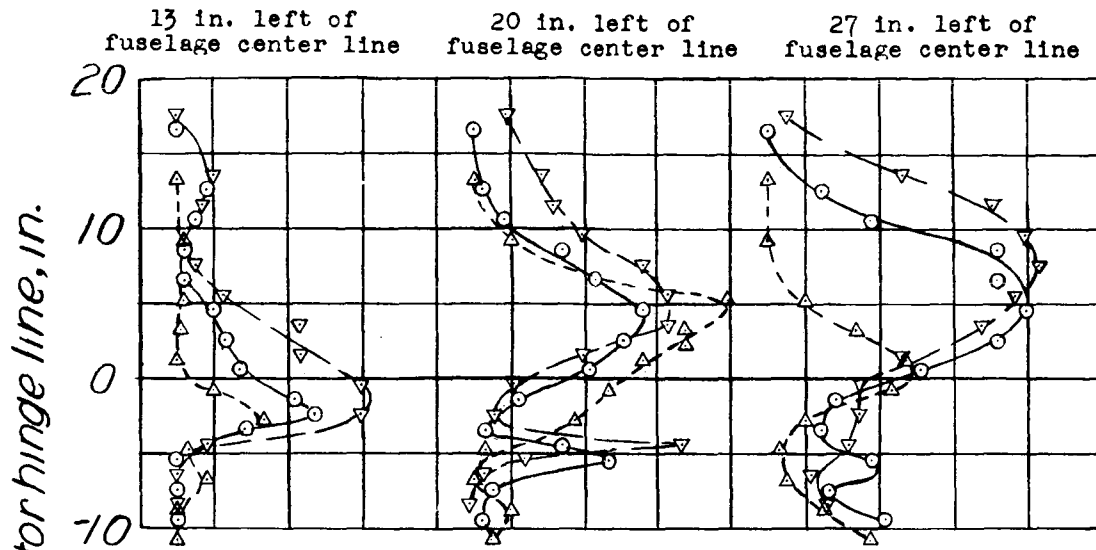 13 in. left of
fuselage center line
20 in. left of
fuselage center line
27 in. left of
fuselage center line
20
10
0
-10
hinge line, in.